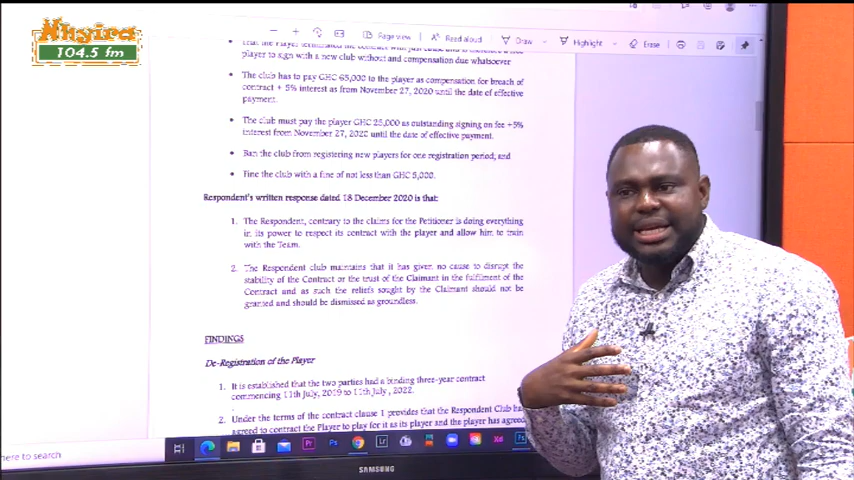 Nhyira
104.5 fm
Page view
Read aloud
Draw
Highlight
Erase
player to sign with a new club without and compensation due whatsoever
• The club has to pay GHC 65,000 to the player as compensation for breach of
contract + 5% interest as from November 27, 2020 until the date of effective
payment.
• The club must pay the player GHC 25,000 as outstanding signing on fee +5%
interest from November 27, 2020 until the date of effective payment.
• Ban the club from registering new players for one registration period, and
• Fine the club with a fine of not less than GHC 5,000.
Respondent's written response dated 18 December 2020 is that:
1. The Respondent, contrary to the claims for the Petitioner is doing everything
in its power to respect its contract with the player and allow him to train
with the Team.
2. The Respondent club maintains that it has given no cause to disrupt the
stability of the Contract or the trust of the Claimant in the fulfilment of the
Contract and as such the reliefs sought by the Claimant should not be
granted and should be dismissed as groundless.
FINDINGS
De-Registration of the Player
1. It is established that the two parties had a binding three-year contract
commencing 11th July, 2019 to 11th July, 2022.
2. Under the terms of the contract clause 1 provides that the Respondent Club
agreed to contract the Player to play for it as its player and the player has agreed
here to search
Pr
Ps
Lr
Xd
Ps
SAMSUNG